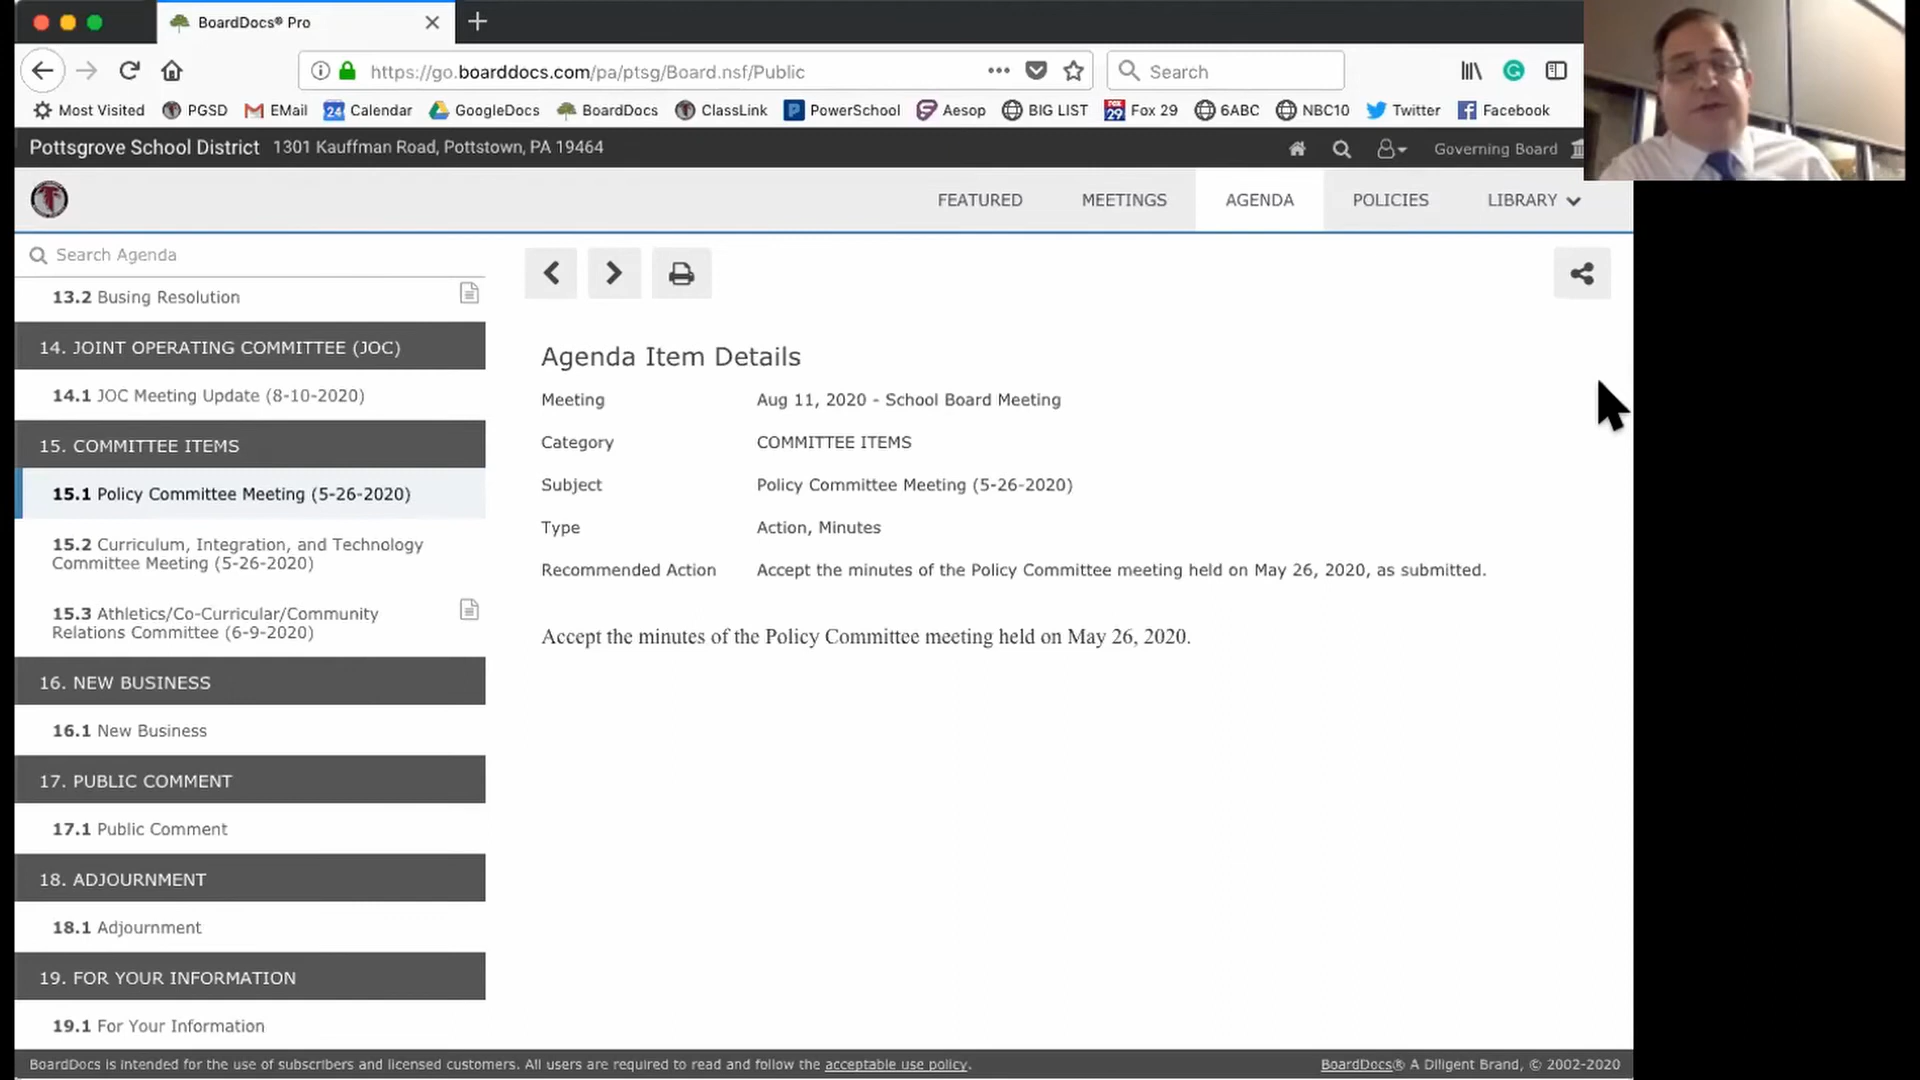 BoardDocs® Pro
https://go.boarddocs.com/pa/ptsg/Board.nsf/Public
Search
Most Visited PGSD EMail 24 Calendar GoogleDocs BoardDocs ClassLink PowerSchool Aesop BIG LIST FOX 29 Fox 29 6ABC NBC10 Twitter Facebook
Pottsgrove School District 1301 Kauffman Road, Pottstown, PA 19464
Governing Board
FEATURED MEETINGS AGENDA POLICIES LIBRARY
Search Agenda
13.2 Busing Resolution
14. JOINT OPERATING COMMITTEE (JOC)
14.1 JOC Meeting Update (8-10-2020)
15. COMMITTEE ITEMS
15.1 Policy Committee Meeting (5-26-2020)
15.2 Curriculum, Integration, and Technology
Committee Meeting (5-26-2020)
15.3 Athletics/Co-Curricular/Community
Relations Committee (6-9-2020)
16. NEW BUSINESS
16.1 New Business
17. PUBLIC COMMENT
17.1 Public Comment
18. ADJOURNMENT
18.1 Adjournment
19. FOR YOUR INFORMATION
19.1 For Your Information
Agenda Item Details
Meeting Aug 11, 2020 - School Board Meeting
Category COMMITTEE ITEMS
Subject Policy Committee Meeting (5-26-2020)
Type Action, Minutes
Recommended Action Accept the minutes of the Policy Committee meeting held on May 26, 2020, as submitted.
Accept the minutes of the Policy Committee meeting held on May 26, 2020.
BoardDocs is intended for the use of subscribers and licensed customers. All users are required to read and follow the acceptable use policy.
BoardDocs® A Diligent Brand, © 2002-2020